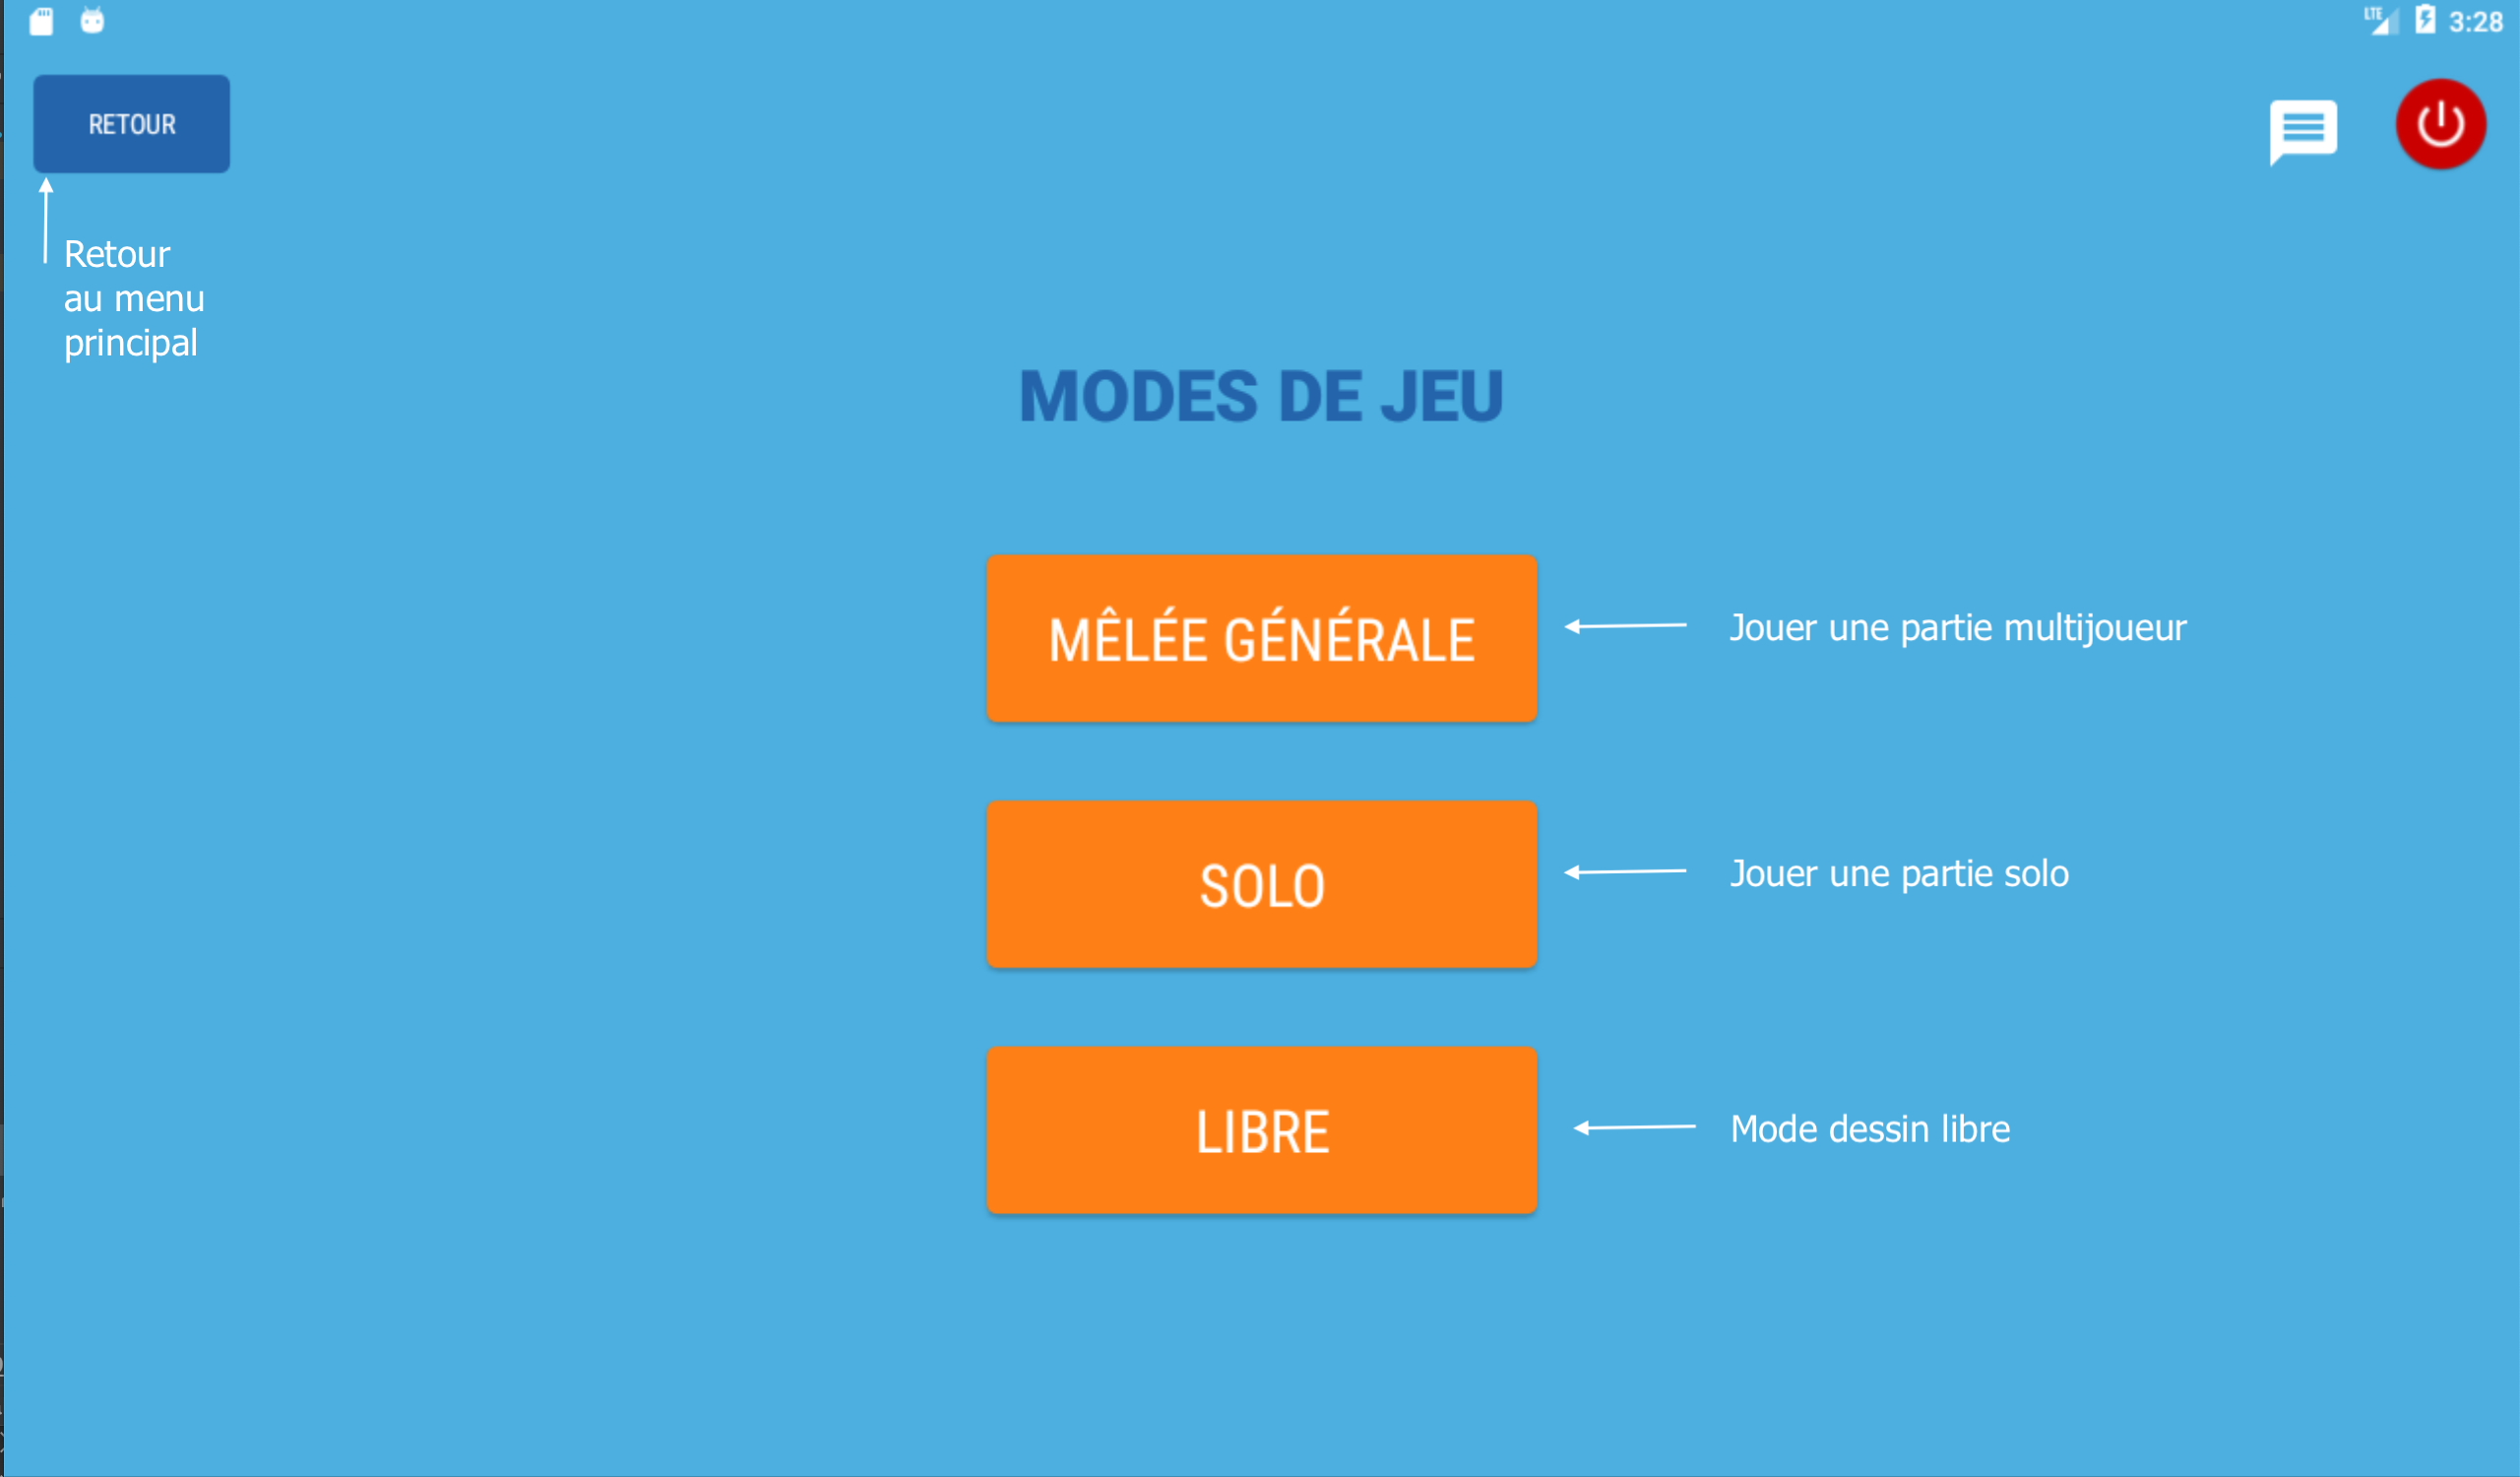 LTE 3:28
RETOUR
Retour
au menu
principal
MODES DE JEU
MÊLÉE GÉNÉRALE
Jouer une partie multijoueur
SOLO
Jouer une partie solo
LIBRE
Mode dessin libre